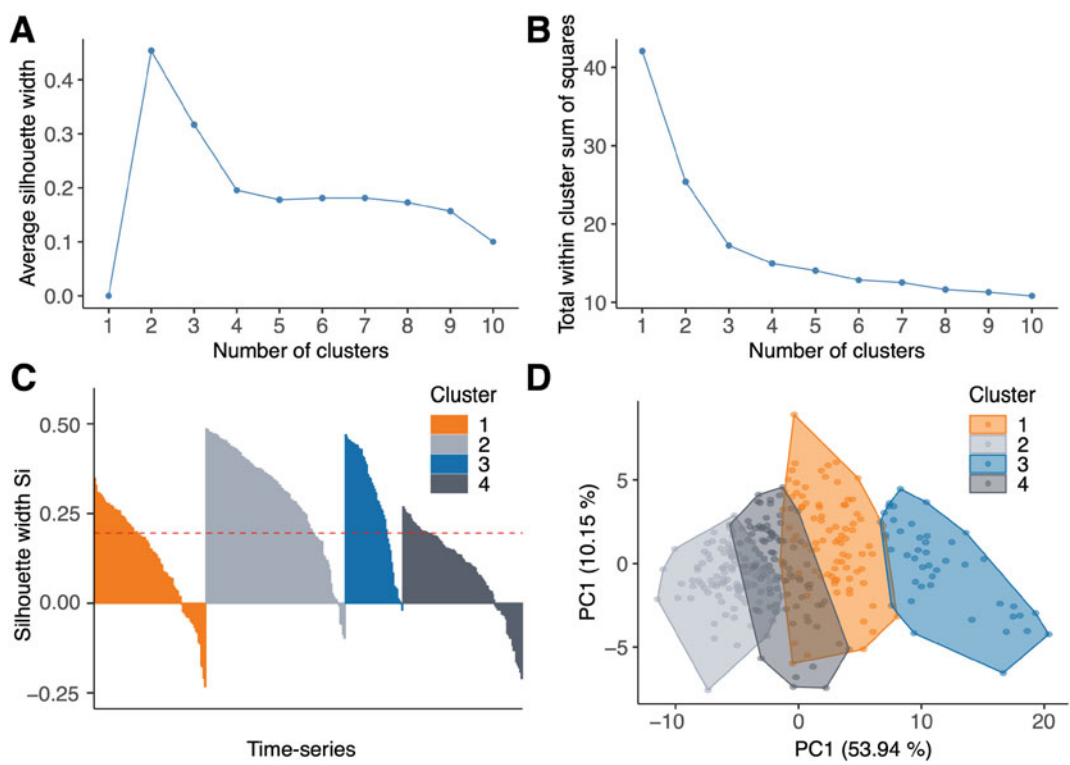 A
Average silhouette width
0.4
0.3
0.2
0.1
0.0
1 2 3 4 5 6 7 8 9 10
Number of clusters
B
Total within cluster sum of squares
40
30
20
10
1 2 3 4 5 6 7 8 9 10
Number of clusters
C
Silhouette width Si
0.50
0.25
0.00
−0.25
Cluster
1
2
3
4
Time-series
D
PC1 (10.15 %)
5
0
−5
Cluster
1
2
3
4
−10 0 10 20
PC1 (53.94 %)